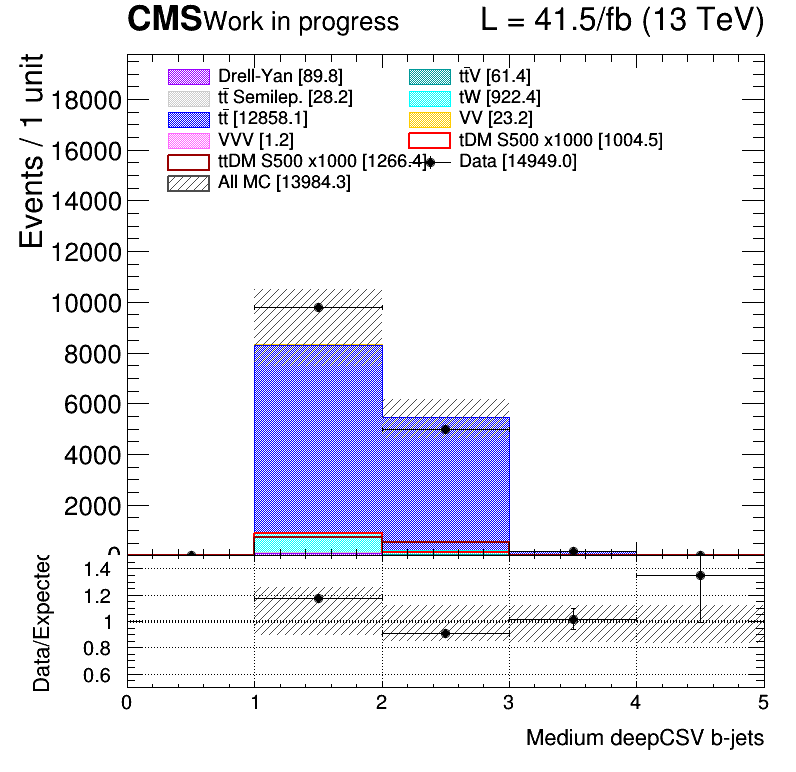 CMS Work in progress L = 41.5/fb (13 TeV)
Events / 1 unit
Drell-Yan [89.8] tt̄V [61.4]
tt̄ Semilep. [28.2] tW [922.4]
tt̄ [12858.1] VV [23.2]
VVV [1.2] tDM S500 x1000 [1004.5]
ttDM S500 x1000 [1266.4] Data [14949.0]
All MC [13984.3]
18000
16000
14000
12000
10000
8000
6000
4000
2000
0
Data/Expected
1.4
1.2
1
0.8
0.6
0 1 2 3 4 5
Medium deepCSV b-jets